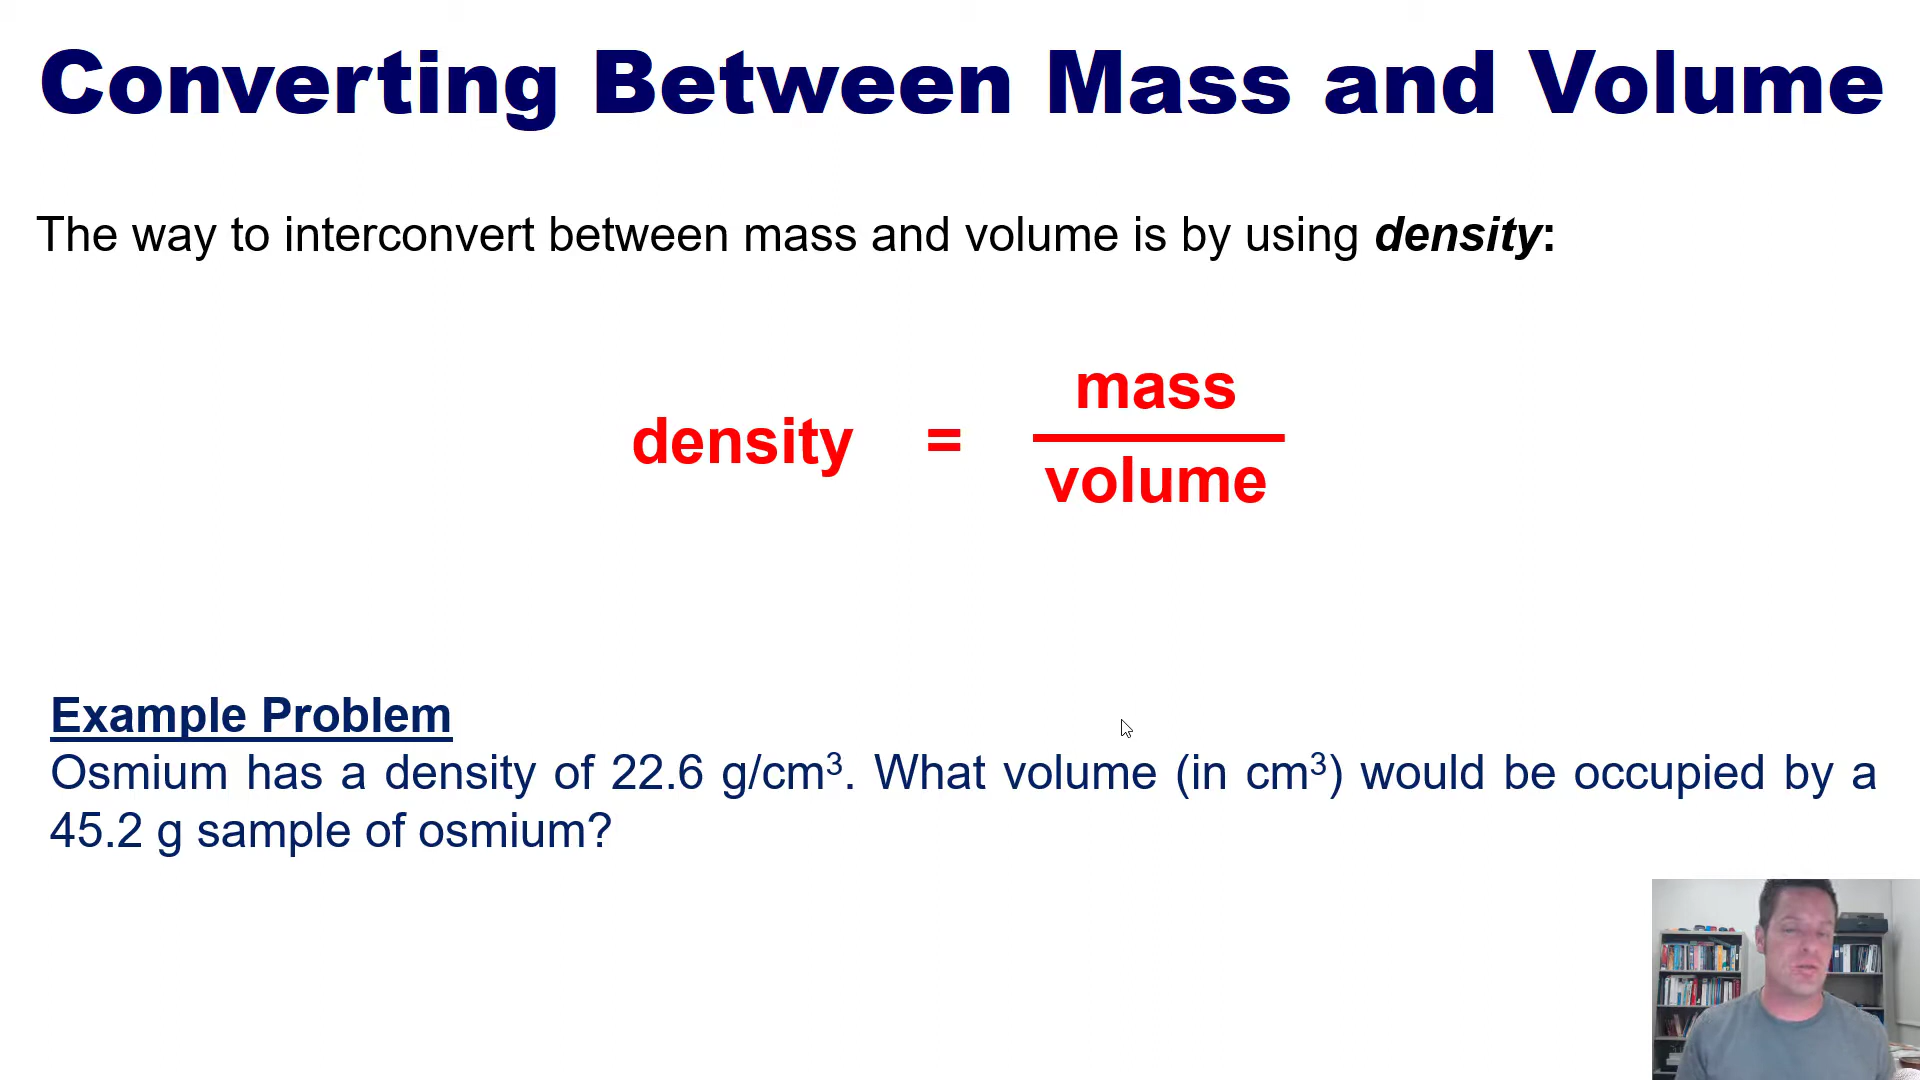 Converting Between Mass and Volume
The way to interconvert between mass and volume is by using density:
density = mass
volume
Example Problem
Osmium has a density of 22.6 g/cm³. What volume (in cm³) would be occupied by a
45.2 g sample of osmium?